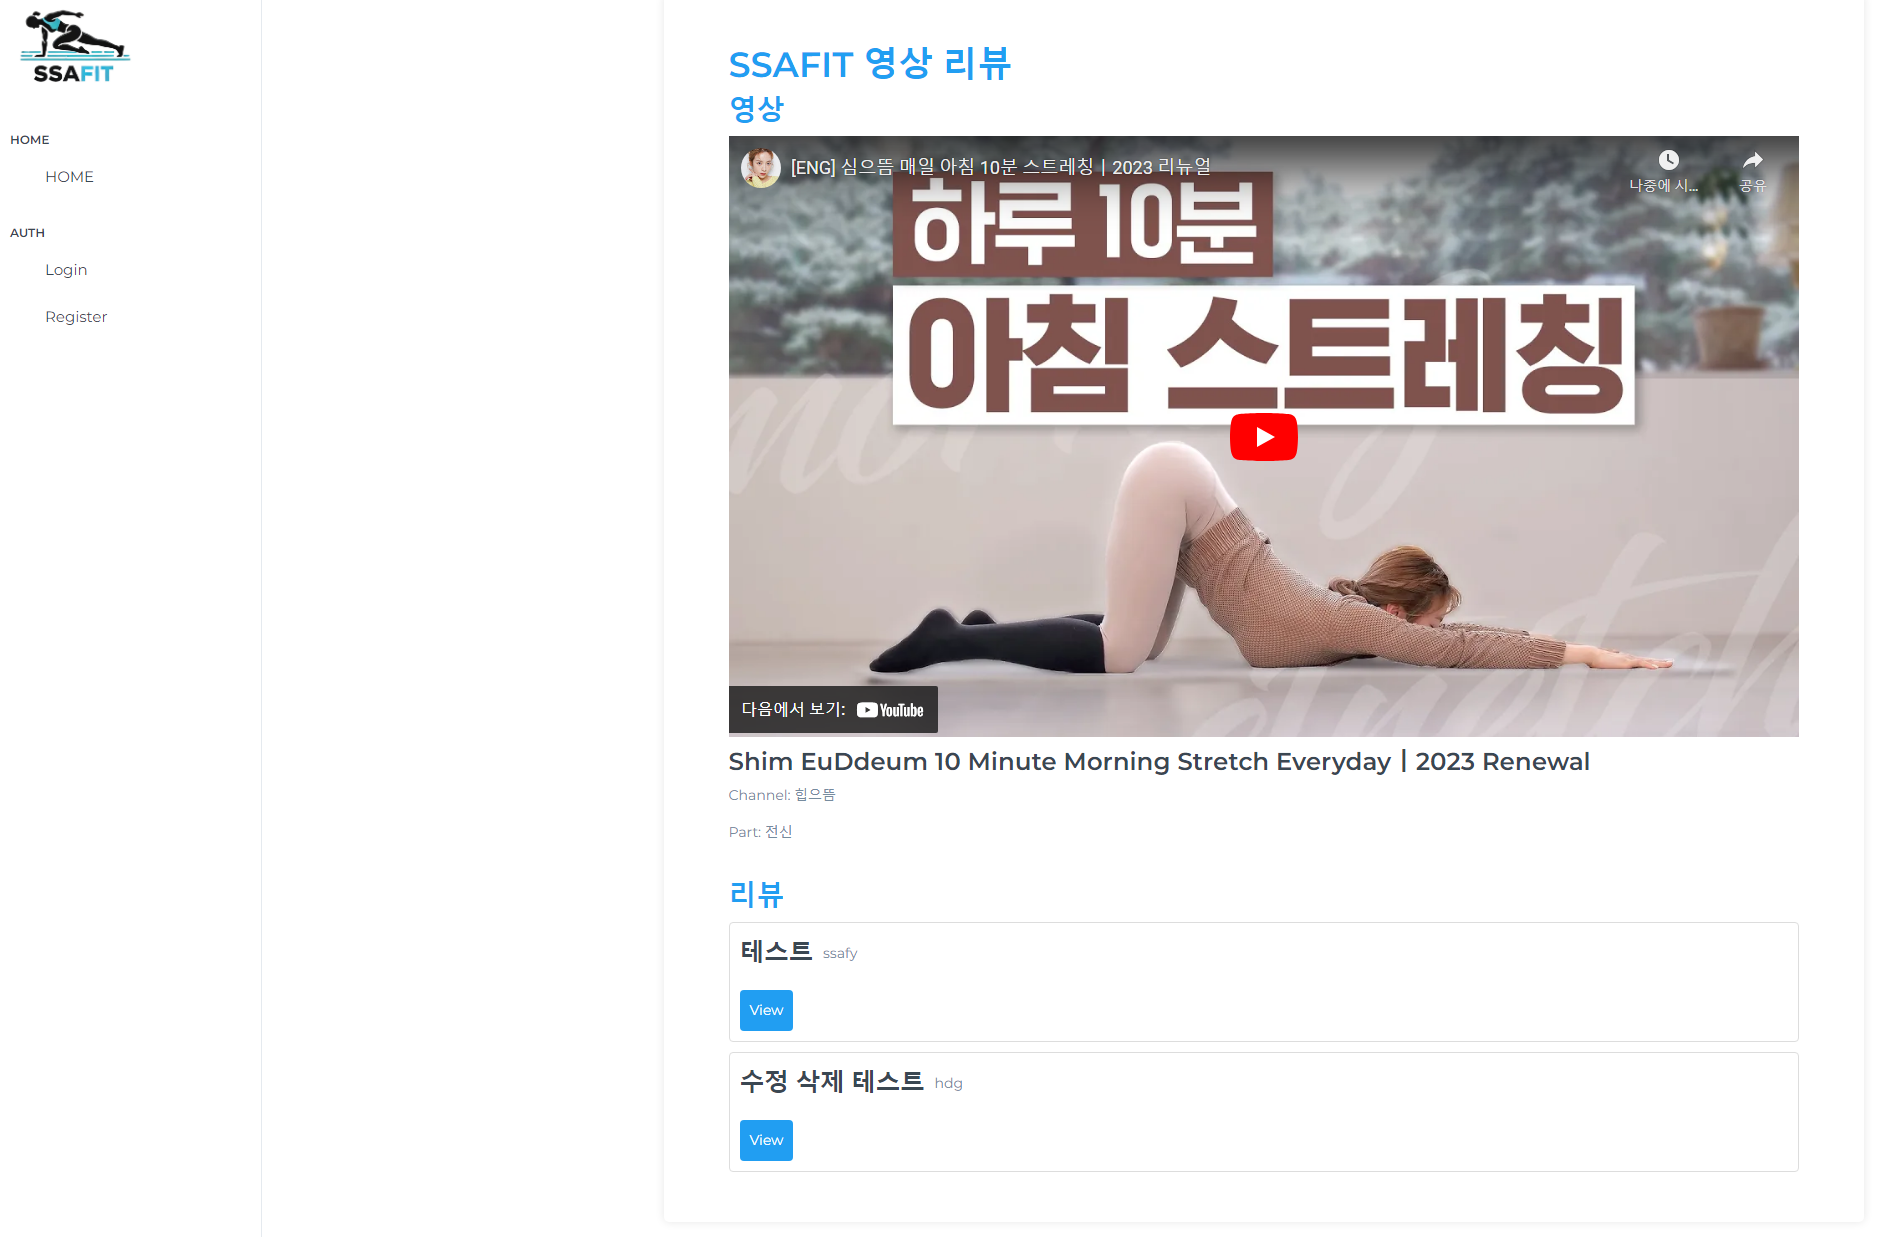 SSAFIT
HOME
HOME
AUTH
Login
Register
SSAFIT 영상 리뷰
영상
[ENG] 심으뜸 매일 아침 10분 스트레칭 | 2023 리뉴얼
나중에 시...
공유
하루 10분
아침 스트레칭
다음에서 보기: YouTube
Shim EuDdeum 10 Minute Morning Stretch Everyday | 2023 Renewal
Channel: 힙으뜸
Part: 전신
리뷰
테스트 ssafy
View
수정 삭제 테스트 hdg
View